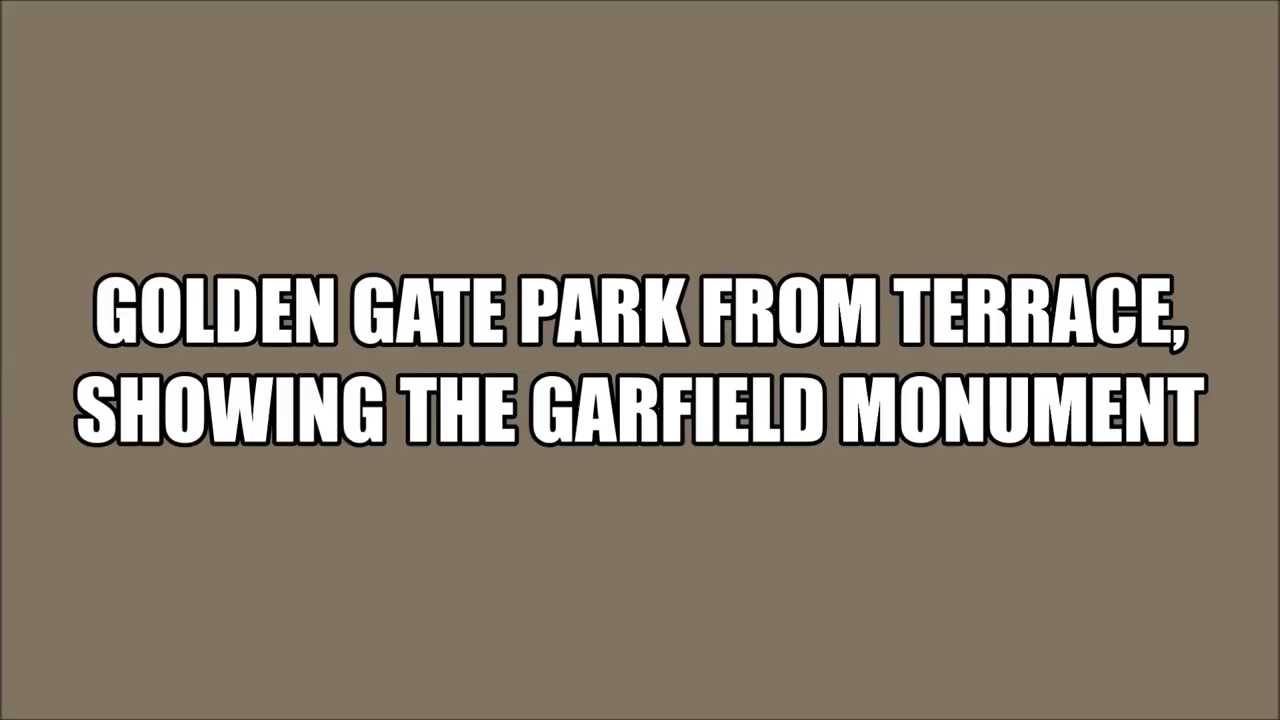 GOLDEN GATE PARK FROM TERRACE,
SHOWING THE GARFIELD MONUMENT